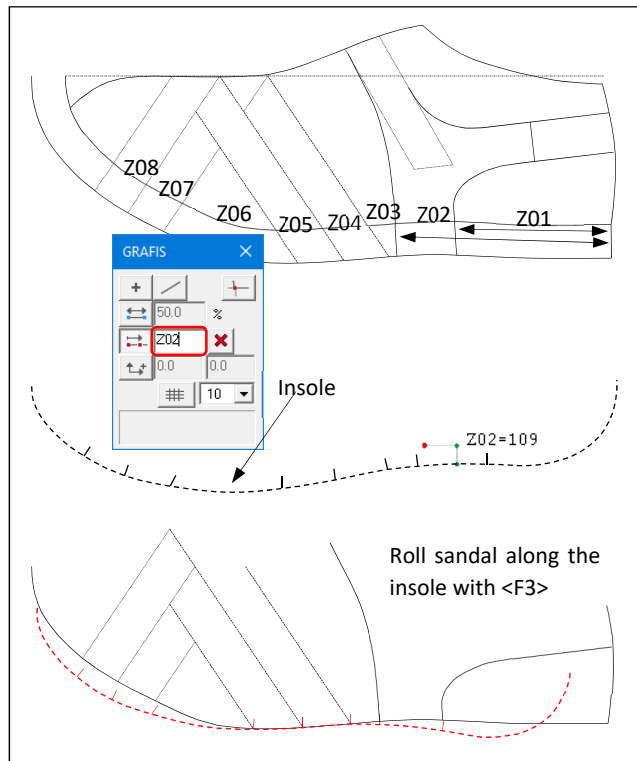 Z08
Z07
Z06
Z05
Z04
Z03
Z02
Z01
GRAFIS
50.0 %
Z02
0.0 0.0
10
Insole
Z02=109
Roll sandal along the
insole with <F3>